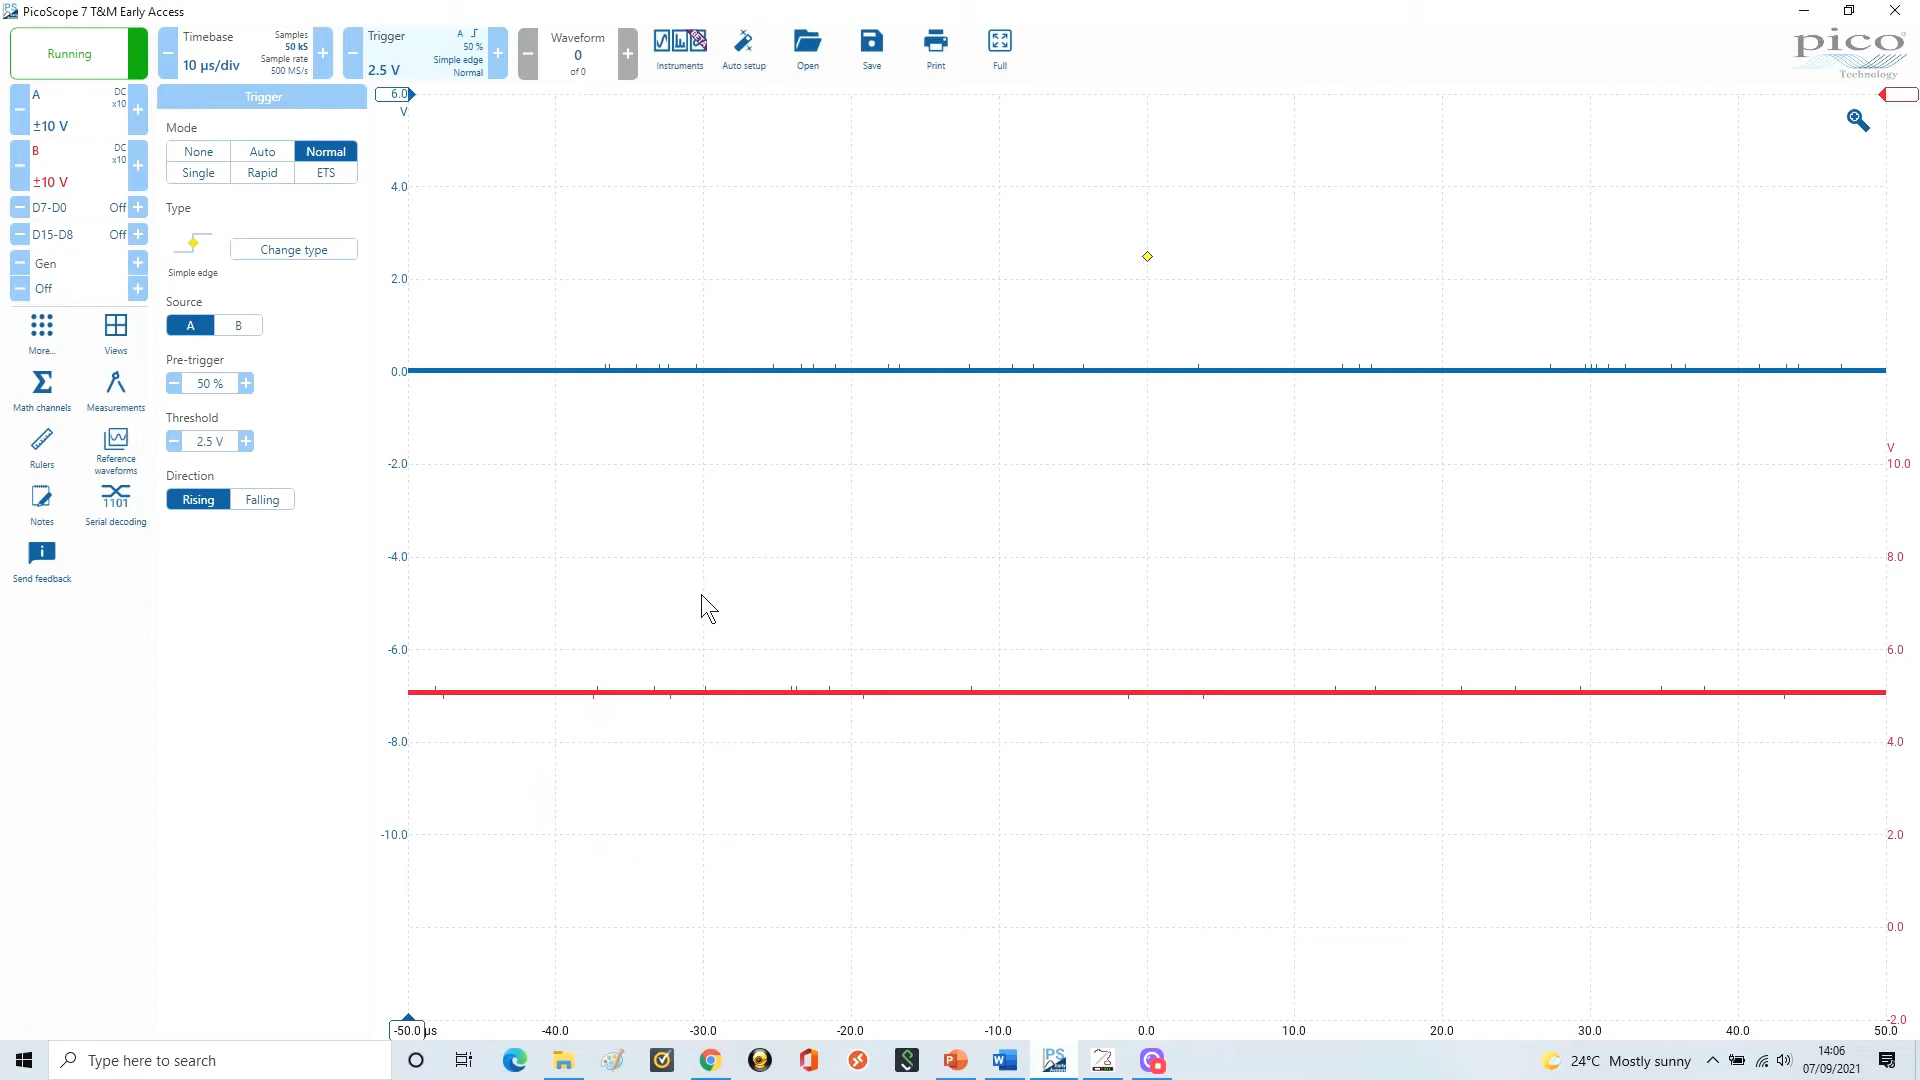 PicoScope 7 T&M Early Access
Running
Timebase
10 µs/div
Samples
50 kS
Sample rate
500 MS/s
Trigger
2.5 V
A
50 %
Simple edge
Normal
Waveform
0
of 0
Instruments
Auto setup
Open
Save
Print
Full
pico
Technology
A
DC
x10
±10 V
B
DC
x10
±10 V
D7-D0 Off
D15-D8 Off
Gen
Off
More...
Views
Math channels
Measurements
Rulers
Reference
waveforms
Notes
1101
Serial decoding
Send feedback
Trigger
Mode
None Auto Normal
Single Rapid ETS
Type
Simple edge
Change type
Source
A B
Pre-trigger
50 %
Threshold
2.5 V
Direction
Rising Falling
6.0
V
4.0
2.0
0.0
-2.0
-4.0
-6.0
-8.0
-10.0
V
10.0
8.0
6.0
4.0
2.0
0.0
-2.0
-50.0 µs -40.0 -30.0 -20.0 -10.0 0.0 10.0 20.0 30.0 40.0 50.0
Type here to search
24°C Mostly sunny
14:06
07/09/2021